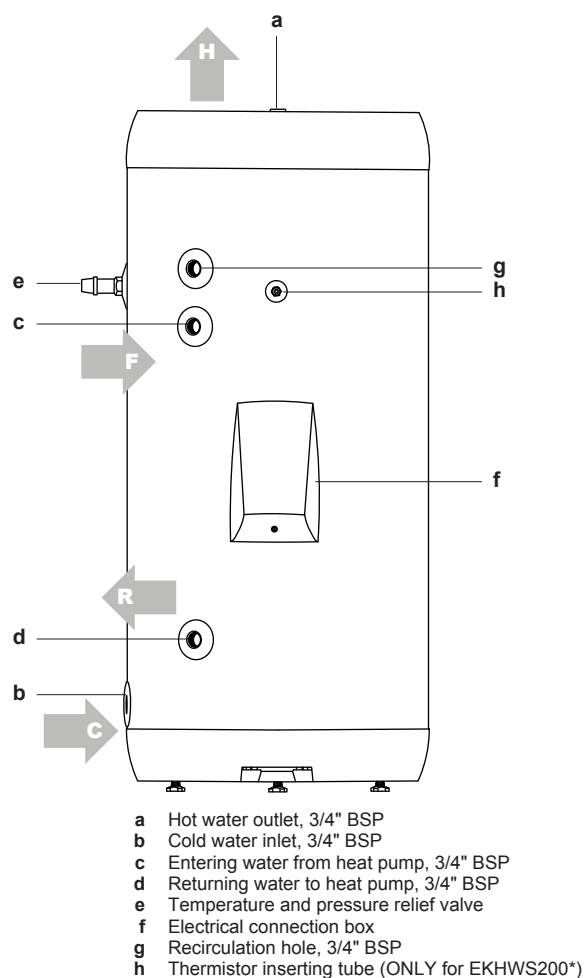 a
H
e
g
h
c
F
f
R
d
b
C
a Hot water outlet, 3/4" BSP
b Cold water inlet, 3/4" BSP
c Entering water from heat pump, 3/4" BSP
d Returning water to heat pump, 3/4" BSP
e Temperature and pressure relief valve
f Electrical connection box
g Recirculation hole, 3/4" BSP
h Thermistor inserting tube (ONLY for EKHWS200*)